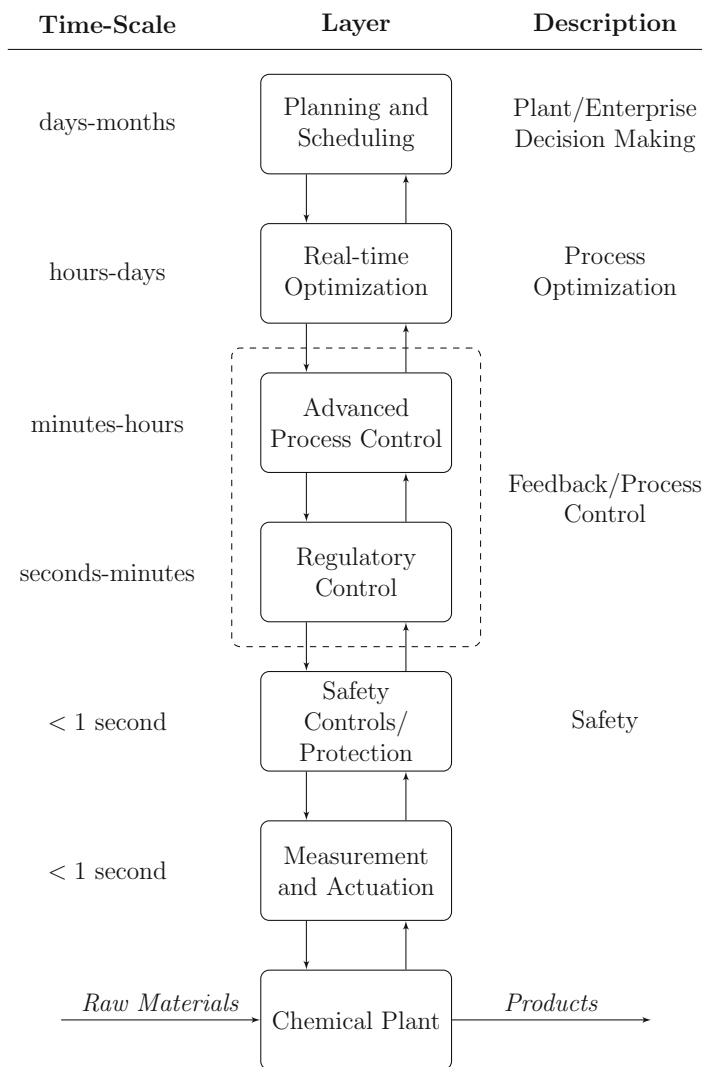 Time-Scale Layer Description
days-months
Planning and
Scheduling
Plant/Enterprise
Decision Making
hours-days
Real-time
Optimization
Process
Optimization
minutes-hours
Advanced
Process Control
Feedback/Process
Control
seconds-minutes
Regulatory
Control
< 1 second
Safety
Controls/
Protection
Safety
< 1 second
Measurement
and Actuation
Raw Materials
Chemical Plant
Products